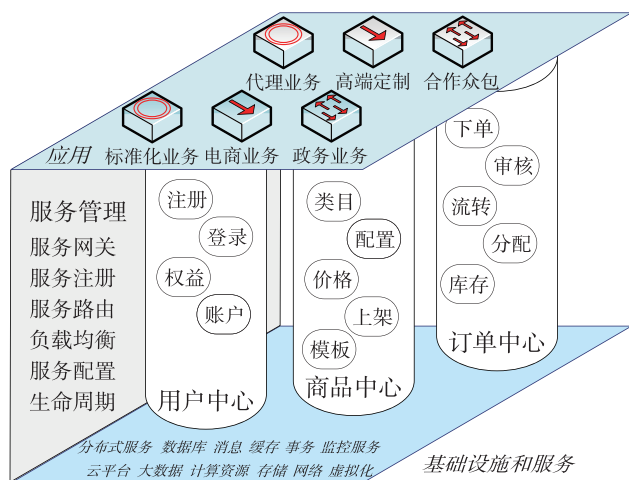 代理业务 高端定制 合作众包
应用 标准化业务 电商业务 政务业务
服务管理
服务网关
服务注册
服务路由
负载均衡
服务配置
生命周期
注册
登录
权益
账户
用户中心
类目
配置
价格
上架
模板
商品中心
下单
审核
流转
分配
库存
订单中心
分布式服务 数据库 消息 缓存 事务 监控服务
云平台 大数据 计算资源 存储 网络 虚拟化
基础设施和服务